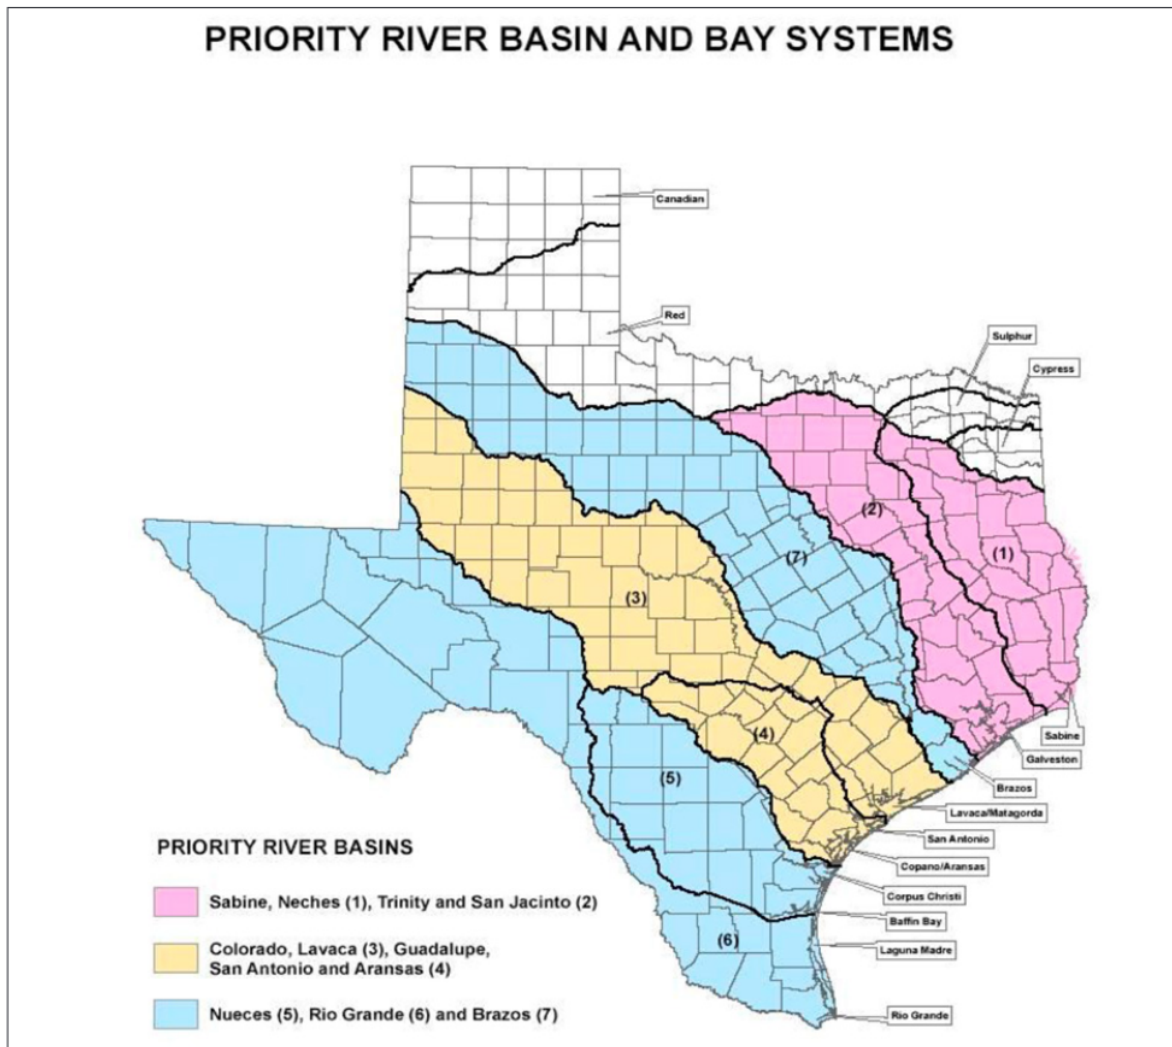 PRIORITY RIVER BASIN AND BAY SYSTEMS
Canadian
Red
Sulphur
Cypress
(2)
(1)
(7)
(3)
(4)
(5)
(6)
Sabine
Galveston
Brazos
Lavaca/Matagorda
San Antonio
Copano/Aransas
Corpus Christi
Baffin Bay
Laguna Madre
Rio Grande
PRIORITY RIVER BASINS
Sabine, Neches (1), Trinity and San Jacinto (2)
Colorado, Lavaca (3), Guadalupe,
San Antonio and Aransas (4)
Nueces (5), Rio Grande (6) and Brazos (7)